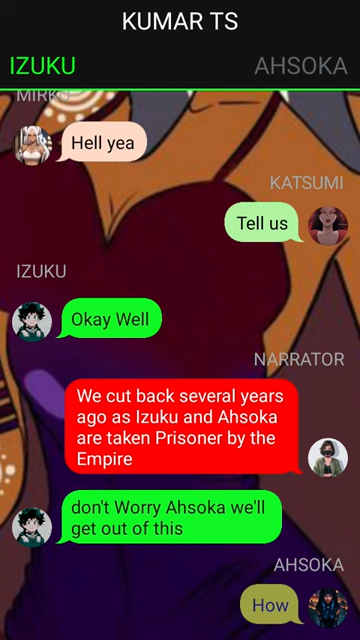 KUMAR TS
IZUKU AHSOKA
MIRKO
Hell yea
KATSUMI
Tell us
IZUKU
Okay Well
NARRATOR
We cut back several years
ago as Izuku and Ahsoka
are taken Prisoner by the
Empire
don't Worry Ahsoka we'll
get out of this
AHSOKA
How